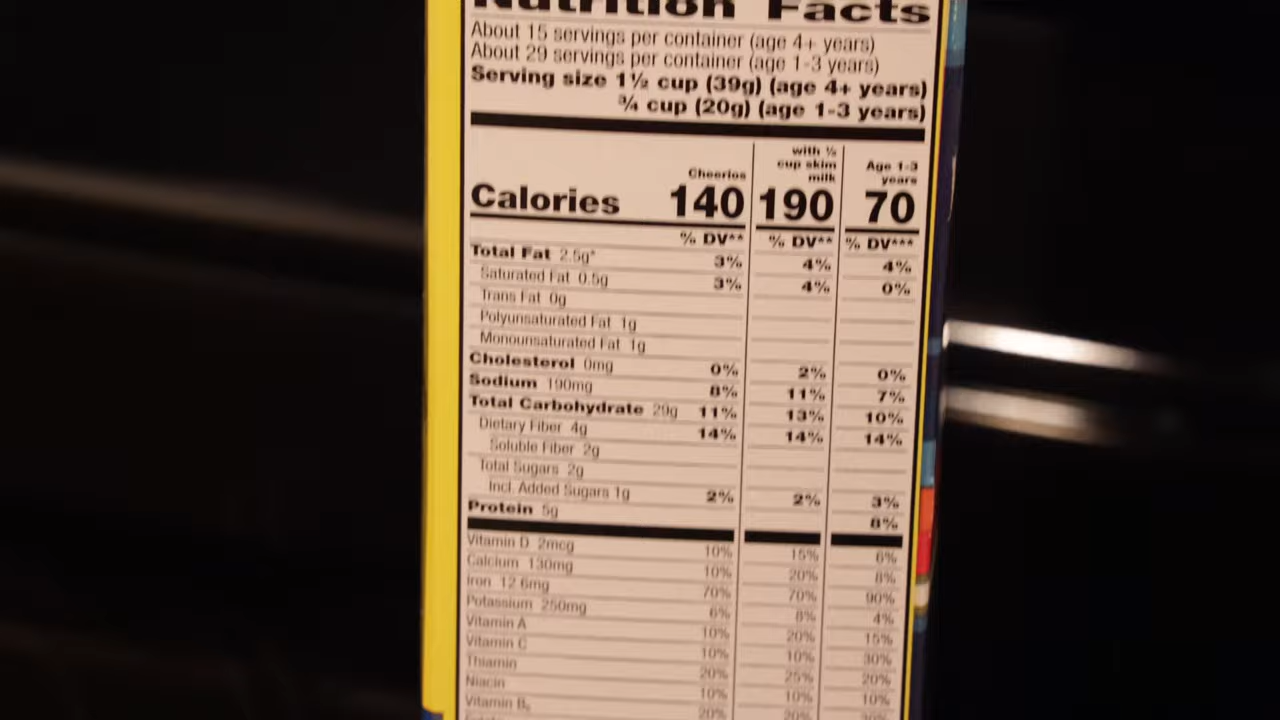 Nutrition Facts
About 15 servings per container (age 4+ years)
About 29 servings per container (age 1-3 years)
Serving size 1½ cup (39g) (age 4+ years)
¾ cup (20g) (age 1-3 years)
Cheerios with ½ cup skim milk Age 1-3 years
Calories 140 190 70
% DV** % DV** % DV***
Total Fat 2.5g* 3% 4% 4%
Saturated Fat 0.5g 3% 4% 0%
Trans Fat 0g
Polyunsaturated Fat 1g
Monounsaturated Fat 1g
Cholesterol 0mg 0% 2% 0%
Sodium 190mg 8% 11% 7%
Total Carbohydrate 29g 11% 13% 10%
Dietary Fiber 4g 14% 14% 14%
Soluble Fiber 2g
Total Sugars 2g
Incl. Added Sugars 1g 2% 2% 3%
Protein 5g 8%
Vitamin D 2mcg 10% 15% 6%
Calcium 130mg 10% 20% 8%
Iron 12.6mg 70% 70% 90%
Potassium 250mg 6% 8% 4%
Vitamin A 10% 20% 15%
Vitamin C 10% 10% 30%
Thiamin 20% 25% 20%
Niacin 10% 10% 10%
Vitamin B₆ 20% 20%